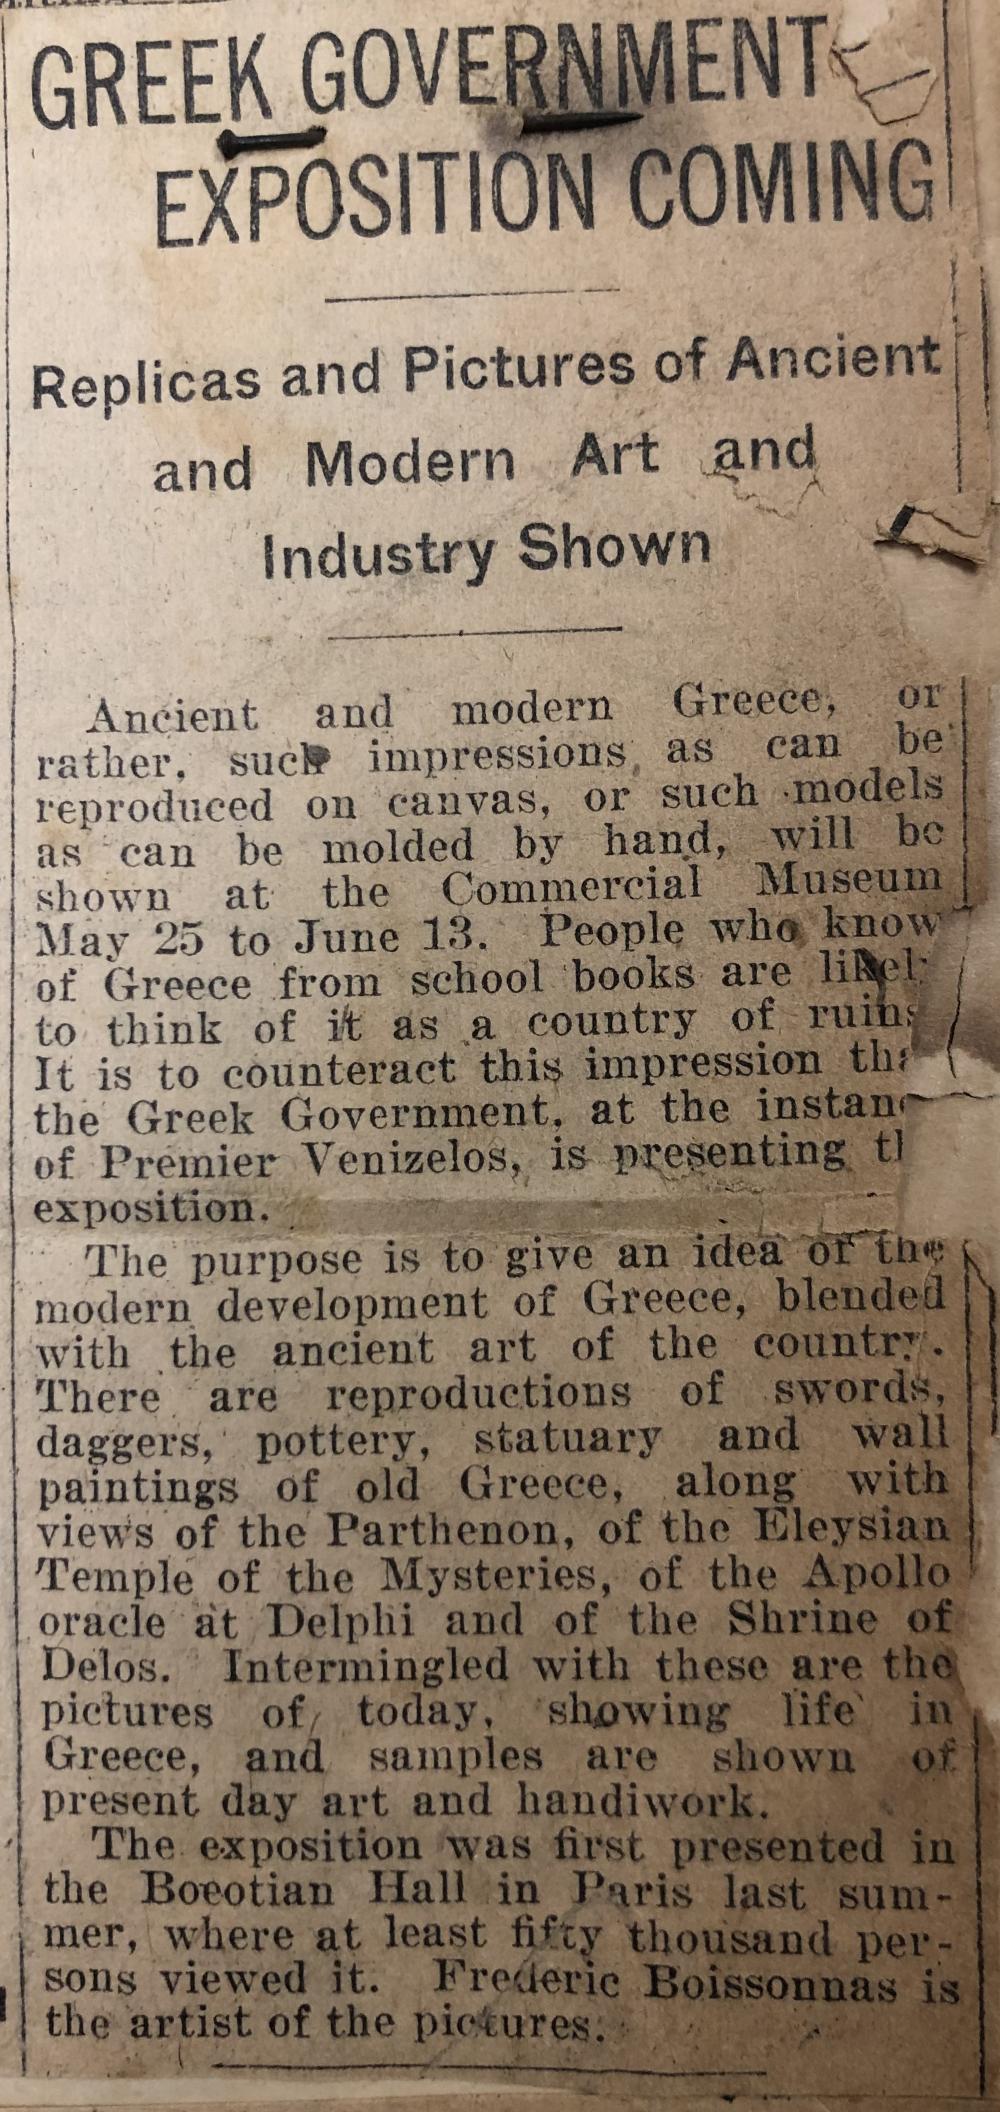 GREEK GOVERNMENT
EXPOSITION COMING
Replicas and Pictures of Ancient
and Modern Art and
Industry Shown
Ancient and modern Greece, or
rather, such impressions as can be
reproduced on canvas, or such models
as can be molded by hand, will be
shown at the Commercial Museum
May 25 to June 13. People who know
of Greece from school books are likel
to think of it as a country of ruins
It is to counteract this impression
the Greek Government, at the
of Premier Venizelos, is presenting
exposition.
The purpose is to give an idea of the
modern development of Greece, blended
with the ancient art of the country.
There are reproductions of swords,
daggers, pottery, statuary and wall
paintings of old Greece, along with
views of the Parthenon, of the Eleysian
Temple of the Mysteries, of the Apollo
oracle at Delphi and of the Shrine of
Delos. Intermingled with these are the
pictures of today, showing life in
Greece, and samples are shown of
present day art and handiwork.
The exposition was first presented in
the Boeotian Hall in Paris last sum-
mer, where at least fifty thousand per-
sons viewed it. Frederic Boissonnas is
the artist of the pictures.